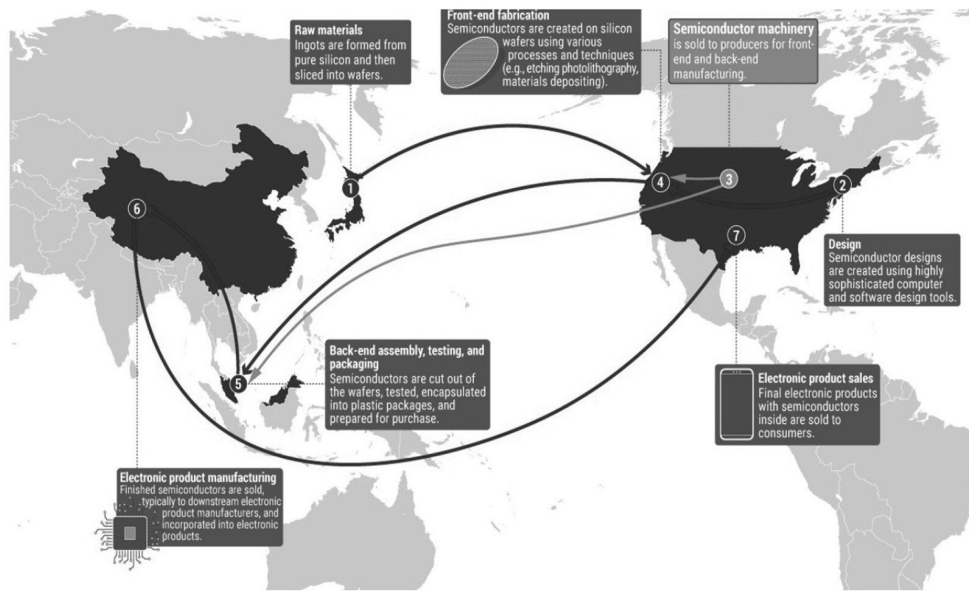 Raw materials
Ingots are formed from
pure silicon and then
sliced into wafers.
Front-end fabrication
Semiconductors are created on silicon
wafers using various
processes and techniques
(e.g., etching photolithography,
materials depositing).
Semiconductor machinery
is sold to producers for front-
end and back-end
manufacturing.
1
4
3
2
6
7
5
Design
Semiconductor designs
are created using highly
sophisticated computer
and software design tools.
Back-end assembly, testing, and
packaging
Semiconductors are cut out of
the wafers, tested, encapsulated
into plastic packages, and
prepared for purchase.
Electronic product sales
Final electronic products
with semiconductors
inside are sold to
consumers.
Electronic product manufacturing
Finished semiconductors are sold,
typically to downstream electronic
product manufacturers, and
incorporated into electronic
products.